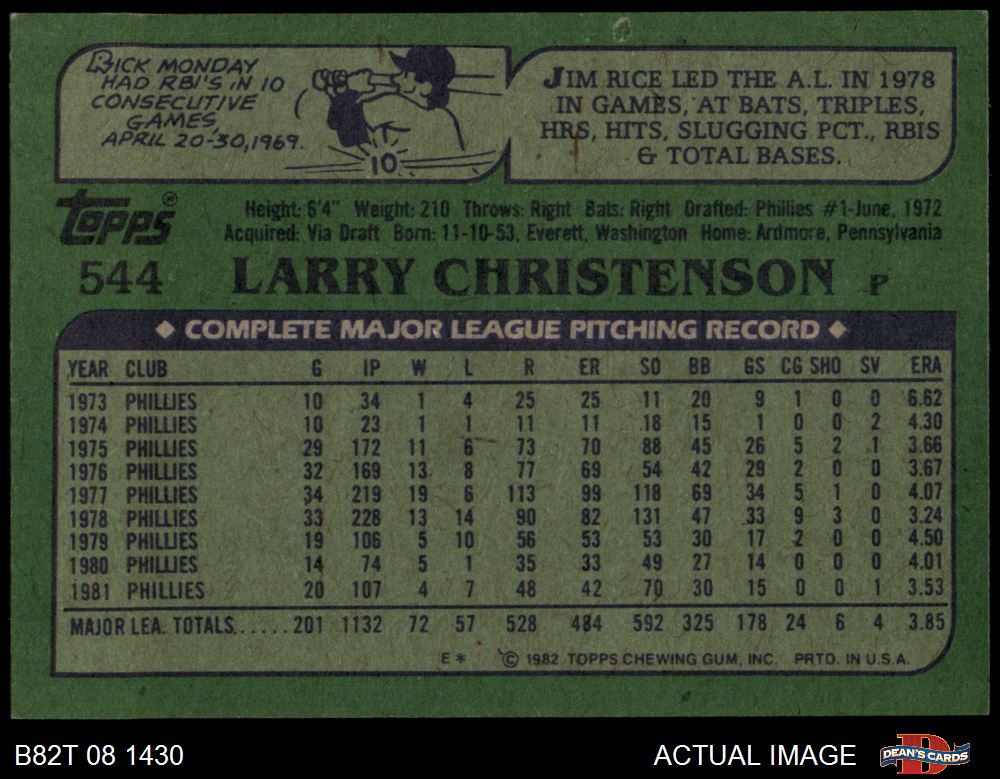 RICK MONDAY
HAD RBI'S IN 10
CONSECUTIVE
GAMES,
APRIL 20-30, 1969.
10
JIM RICE LED THE A.L. IN 1978
IN GAMES, AT BATS, TRIPLES,
HRS, HITS, SLUGGING PCT., RBIS
& TOTAL BASES.
Topps®
Height: 6'4" Weight: 210 Throws: Right Bats: Right Drafted: Phillies #1-June, 1972
Acquired: Via Draft Born: 11-10-53, Everett, Washington Home: Ardmore, Pennsylvania
544 LARRY CHRISTENSON P
◆ COMPLETE MAJOR LEAGUE PITCHING RECORD ◆
YEAR CLUB G IP W L R ER SO BB GS CG SHO SV ERA
1973 PHILLIES 10 34 1 4 25 25 11 20 9 1 0 0 6.62
1974 PHILLIES 10 23 1 1 11 11 18 15 1 0 0 2 4.30
1975 PHILLIES 29 172 11 6 73 70 88 45 26 5 2 1 3.66
1976 PHILLIES 32 169 13 8 77 69 54 42 29 2 0 0 3.67
1977 PHILLIES 34 219 19 6 113 99 118 69 34 5 1 0 4.07
1978 PHILLIES 33 228 13 14 90 82 131 47 33 9 3 0 3.24
1979 PHILLIES 19 106 5 10 56 53 53 30 17 2 0 0 4.50
1980 PHILLIES 14 74 5 1 35 33 49 27 14 0 0 0 4.01
1981 PHILLIES 20 107 4 7 48 42 70 30 15 0 0 1 3.53
MAJOR LEA. TOTALS......201 1132 72 57 528 484 592 325 178 24 6 4 3.85
E* © 1982 TOPPS CHEWING GUM, INC. PRTD. IN U.S.A.
B82T 08 1430 ACTUAL IMAGE DEAN'S CARDS